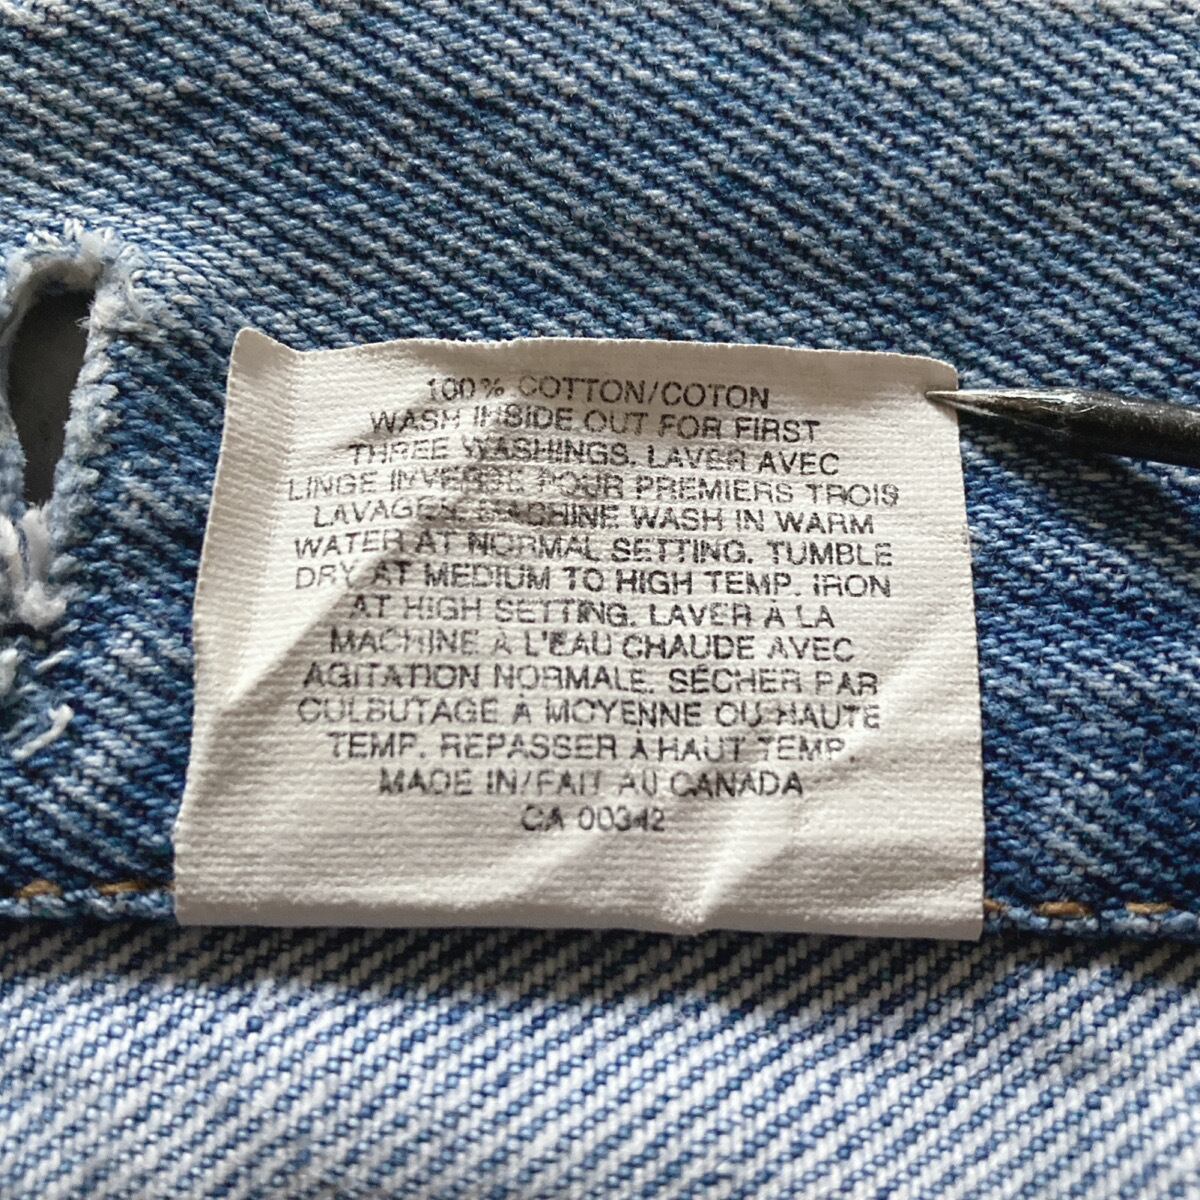 100% COTTON/COTON
WASH INSIDE OUT FOR FIRST
THREE WASHINGS. LAVER AVEC
LINGE INVERSE POUR PREMIERS TROIS
LAVAGES. MACHINE WASH IN WARM
WATER AT NORMAL SETTING. TUMBLE
DRY AT MEDIUM TO HIGH TEMP. IRON
AT HIGH SETTING. LAVER À LA
MACHINE À L'EAU CHAUDE AVEC
AGITATION NORMALE. SÉCHER PAR
CULBUTAGE À MOYENNE OU HAUTE
TEMP. REPASSER À HAUT TEMP.
MADE IN/FAIT AU CANADA
CA 00342